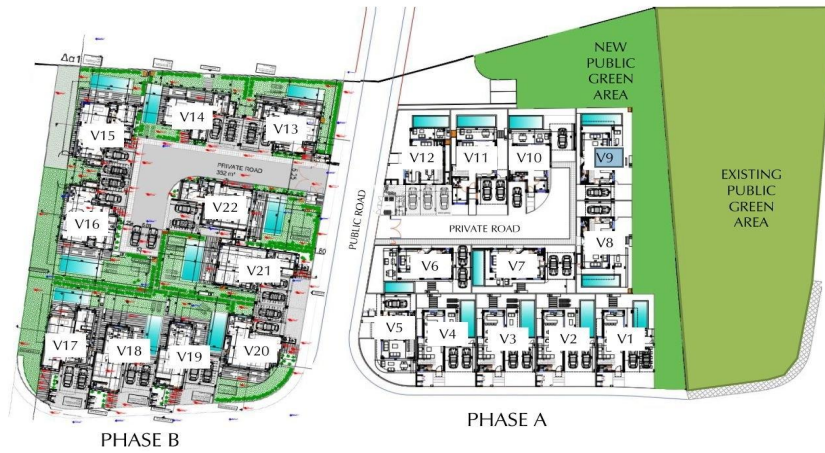 Δα1
NEW
PUBLIC
GREEN
AREA
V14
V13
V15
V12
V11
V10
V9
PRIVATE ROAD
352 m²
EXISTING
PUBLIC
GREEN
AREA
V22
V16
PUBLIC ROAD
PRIVATE ROAD
V8
V21
V6
V7
V17
V18
V19
V20
V5
V4
V3
V2
V1
PHASE A
PHASE B